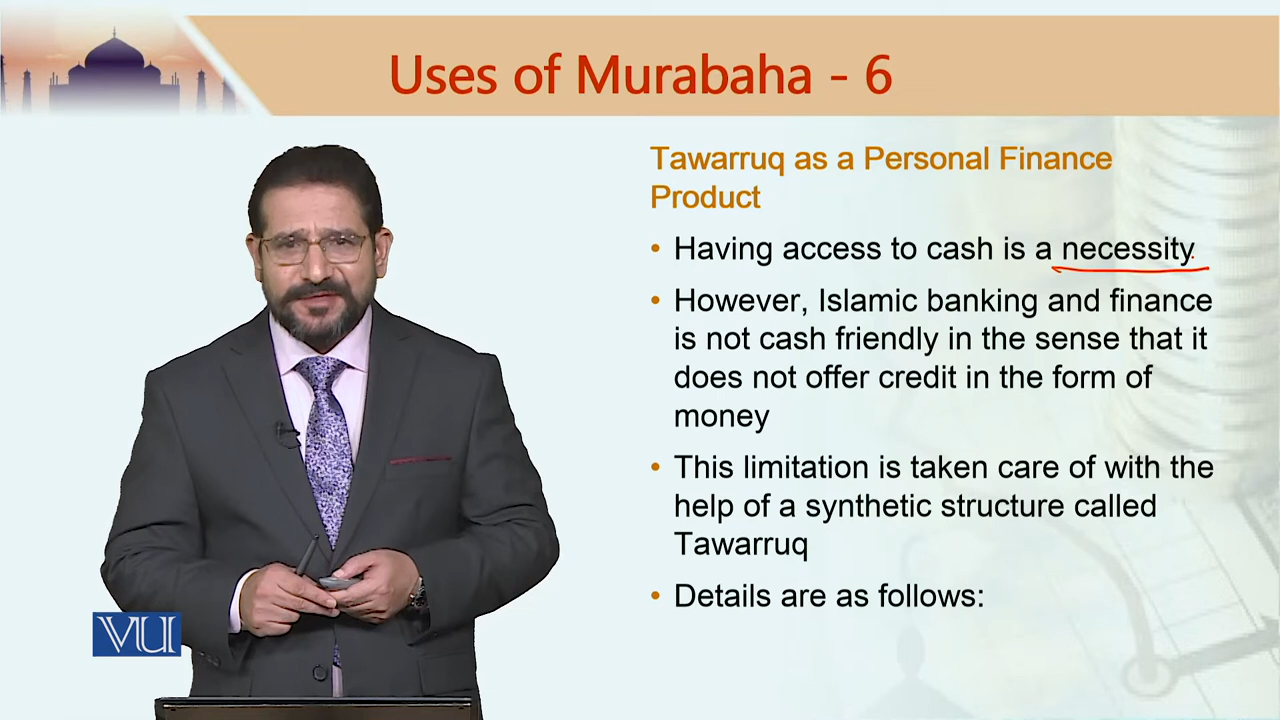 Uses of Murabaha - 6
Tawarruq as a Personal Finance
Product
• Having access to cash is a necessity.
• However, Islamic banking and finance
is not cash friendly in the sense that it
does not offer credit in the form of
money
• This limitation is taken care of with the
help of a synthetic structure called
Tawarruq
• Details are as follows:
VU